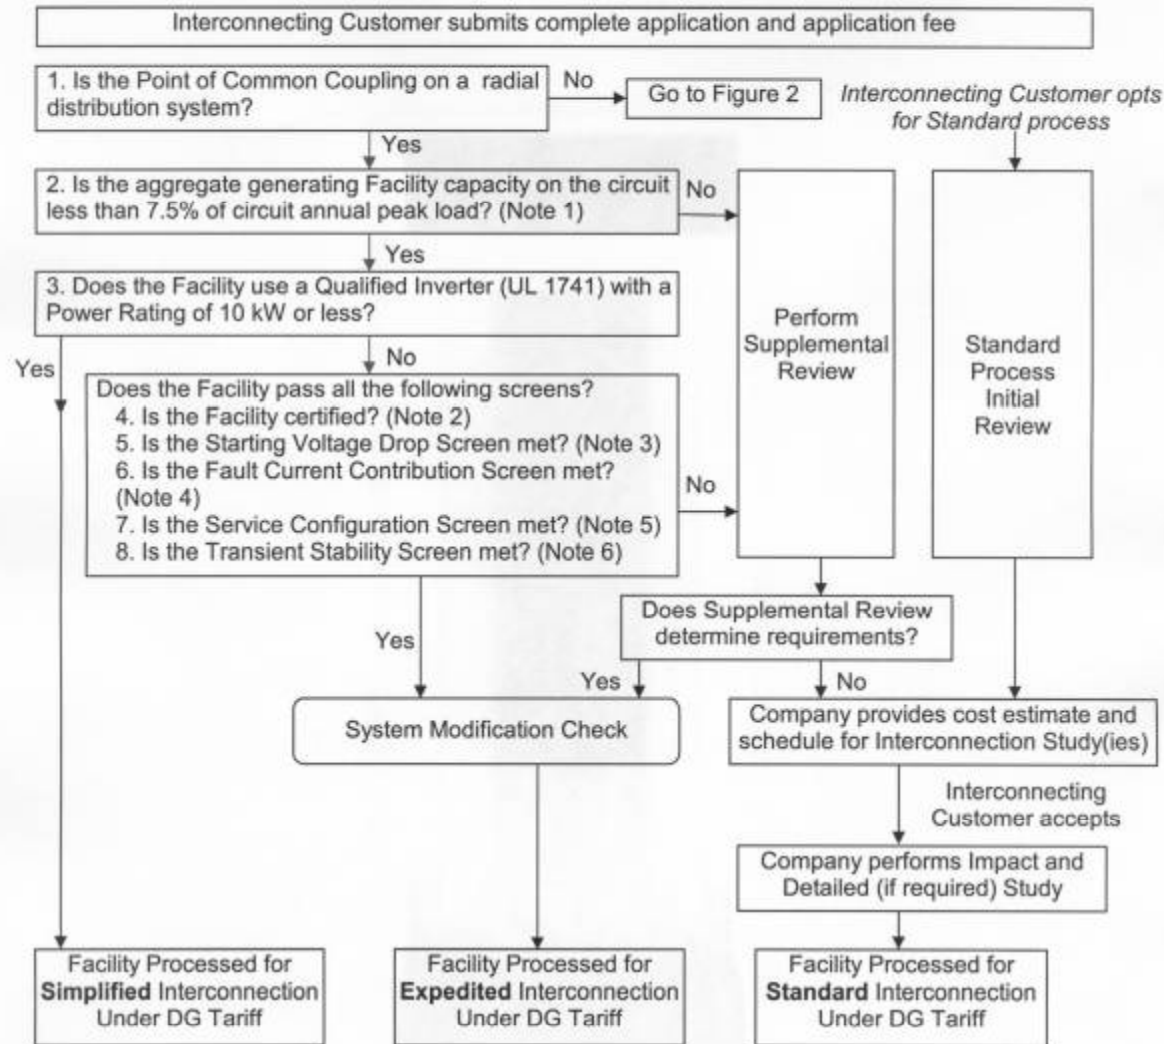 Interconnecting Customer submits complete application and application fee
1. Is the Point of Common Coupling on a radial
distribution system?
No
Go to Figure 2
Interconnecting Customer opts
for Standard process
Yes
2. Is the aggregate generating Facility capacity on the circuit
less than 7.5% of circuit annual peak load? (Note 1)
No
Yes
3. Does the Facility use a Qualified Inverter (UL 1741) with a
Power Rating of 10 kW or less?
Perform
Supplemental
Review
Standard
Process
Initial
Review
Yes
No
Does the Facility pass all the following screens?
4. Is the Facility certified? (Note 2)
5. Is the Starting Voltage Drop Screen met? (Note 3)
6. Is the Fault Current Contribution Screen met?
(Note 4)
7. Is the Service Configuration Screen met? (Note 5)
8. Is the Transient Stability Screen met? (Note 6)
No
Does Supplemental Review
determine requirements?
Yes
Yes
No
System Modification Check
Company provides cost estimate and
schedule for Interconnection Study(ies)
Interconnecting
Customer accepts
Company performs Impact and
Detailed (if required) Study
Facility Processed for
Simplified Interconnection
Under DG Tariff
Facility Processed for
Expedited Interconnection
Under DG Tariff
Facility Processed for
Standard Interconnection
Under DG Tariff